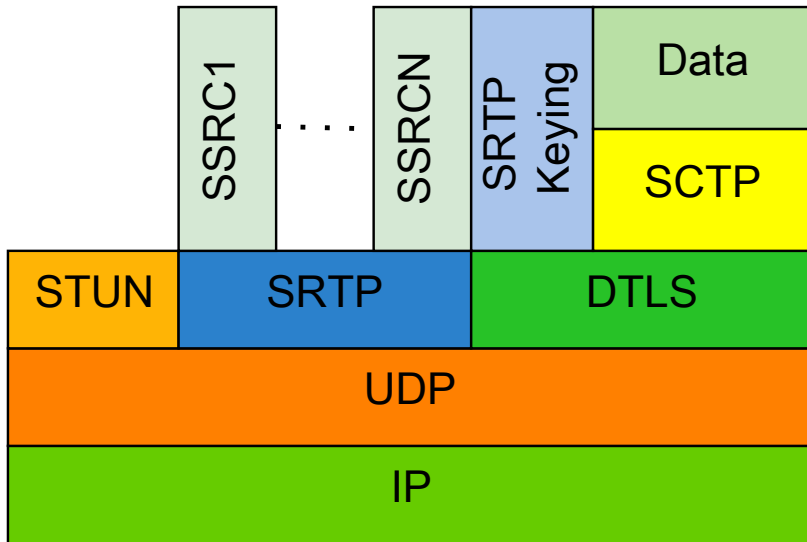 SSRC1
. . . .
SSRCN
SRTP
Keying
Data
SCTP
STUN
SRTP
DTLS
UDP
IP